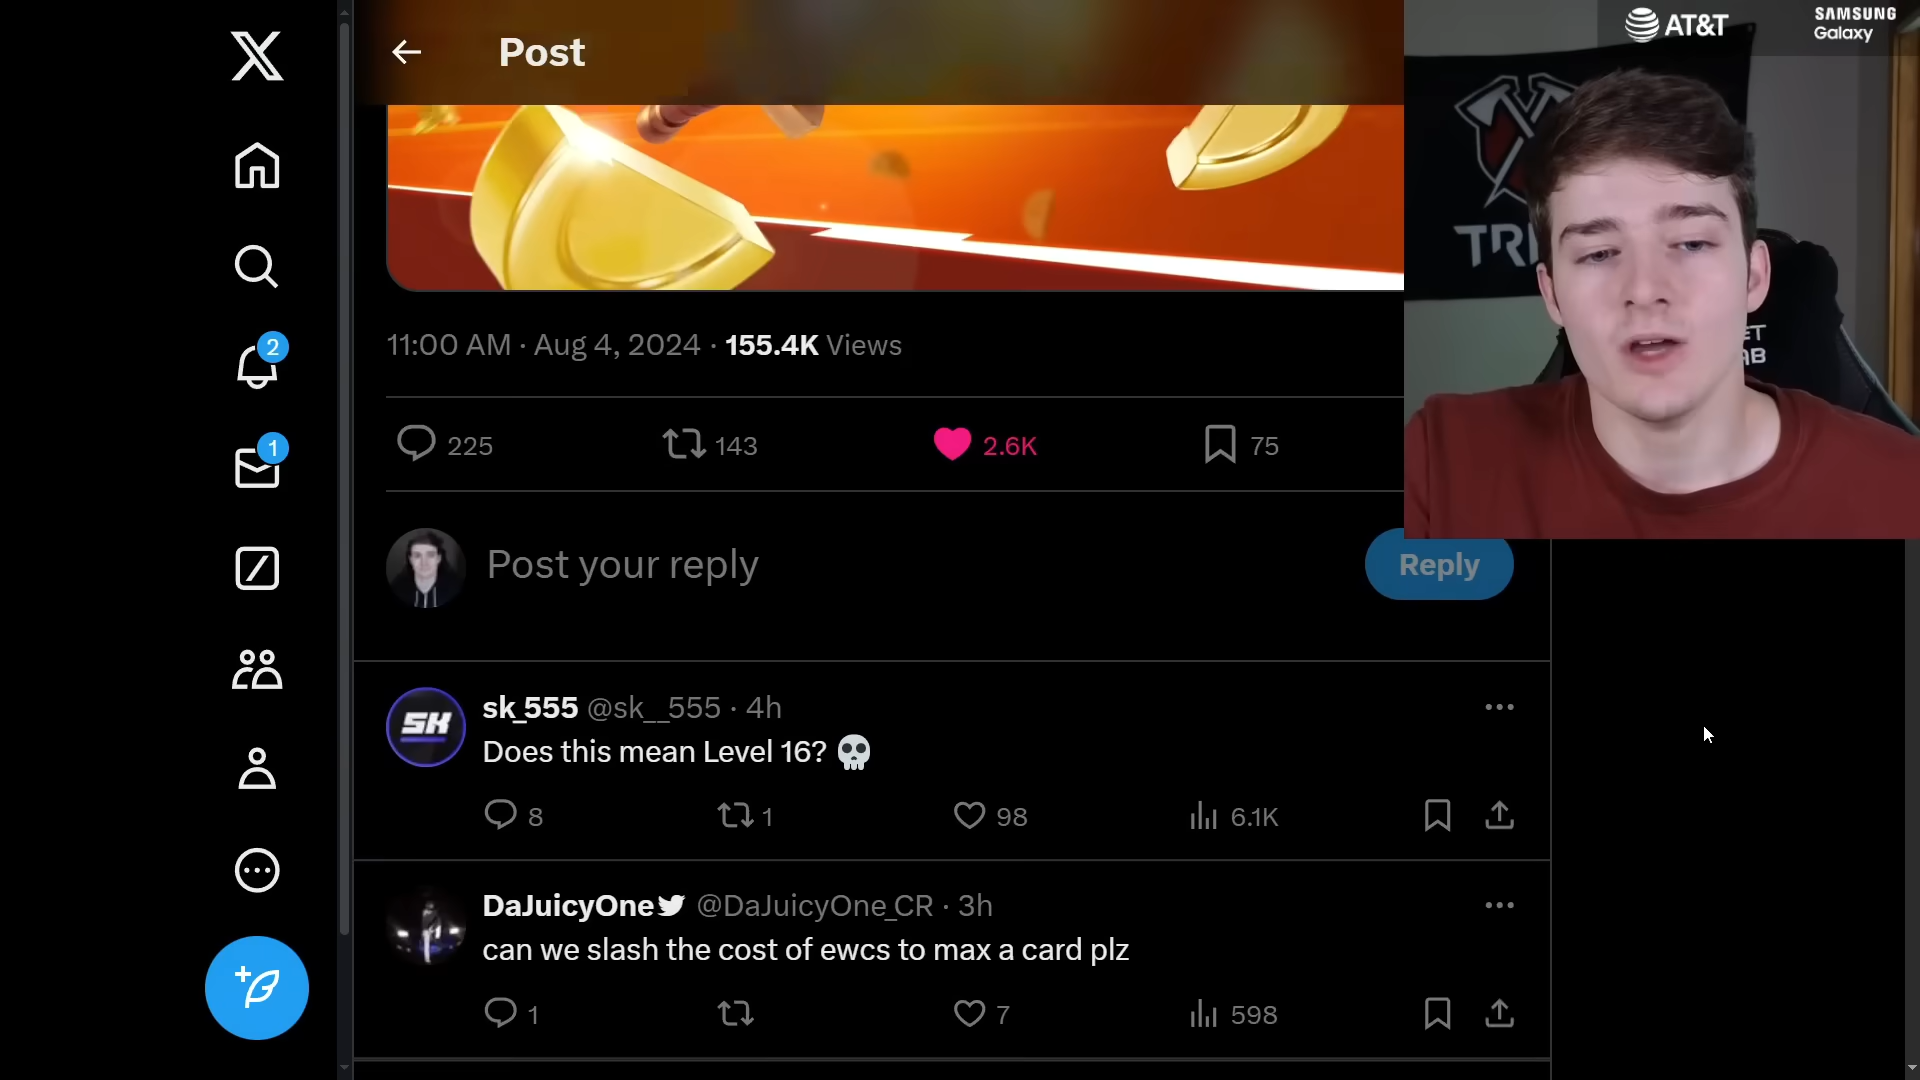 Post
AT&T
SAMSUNG
Galaxy
11:00 AM · Aug 4, 2024 · 155.4K Views
225
143
2.6K
75
Post your reply
Reply
2
1
SK
sk_555 @sk__555 · 4h
Does this mean Level 16? 💀
8
1
98
6.1K
DaJuicyOne @DaJuicyOne_CR · 3h
can we slash the cost of ewcs to max a card plz
1
7
598